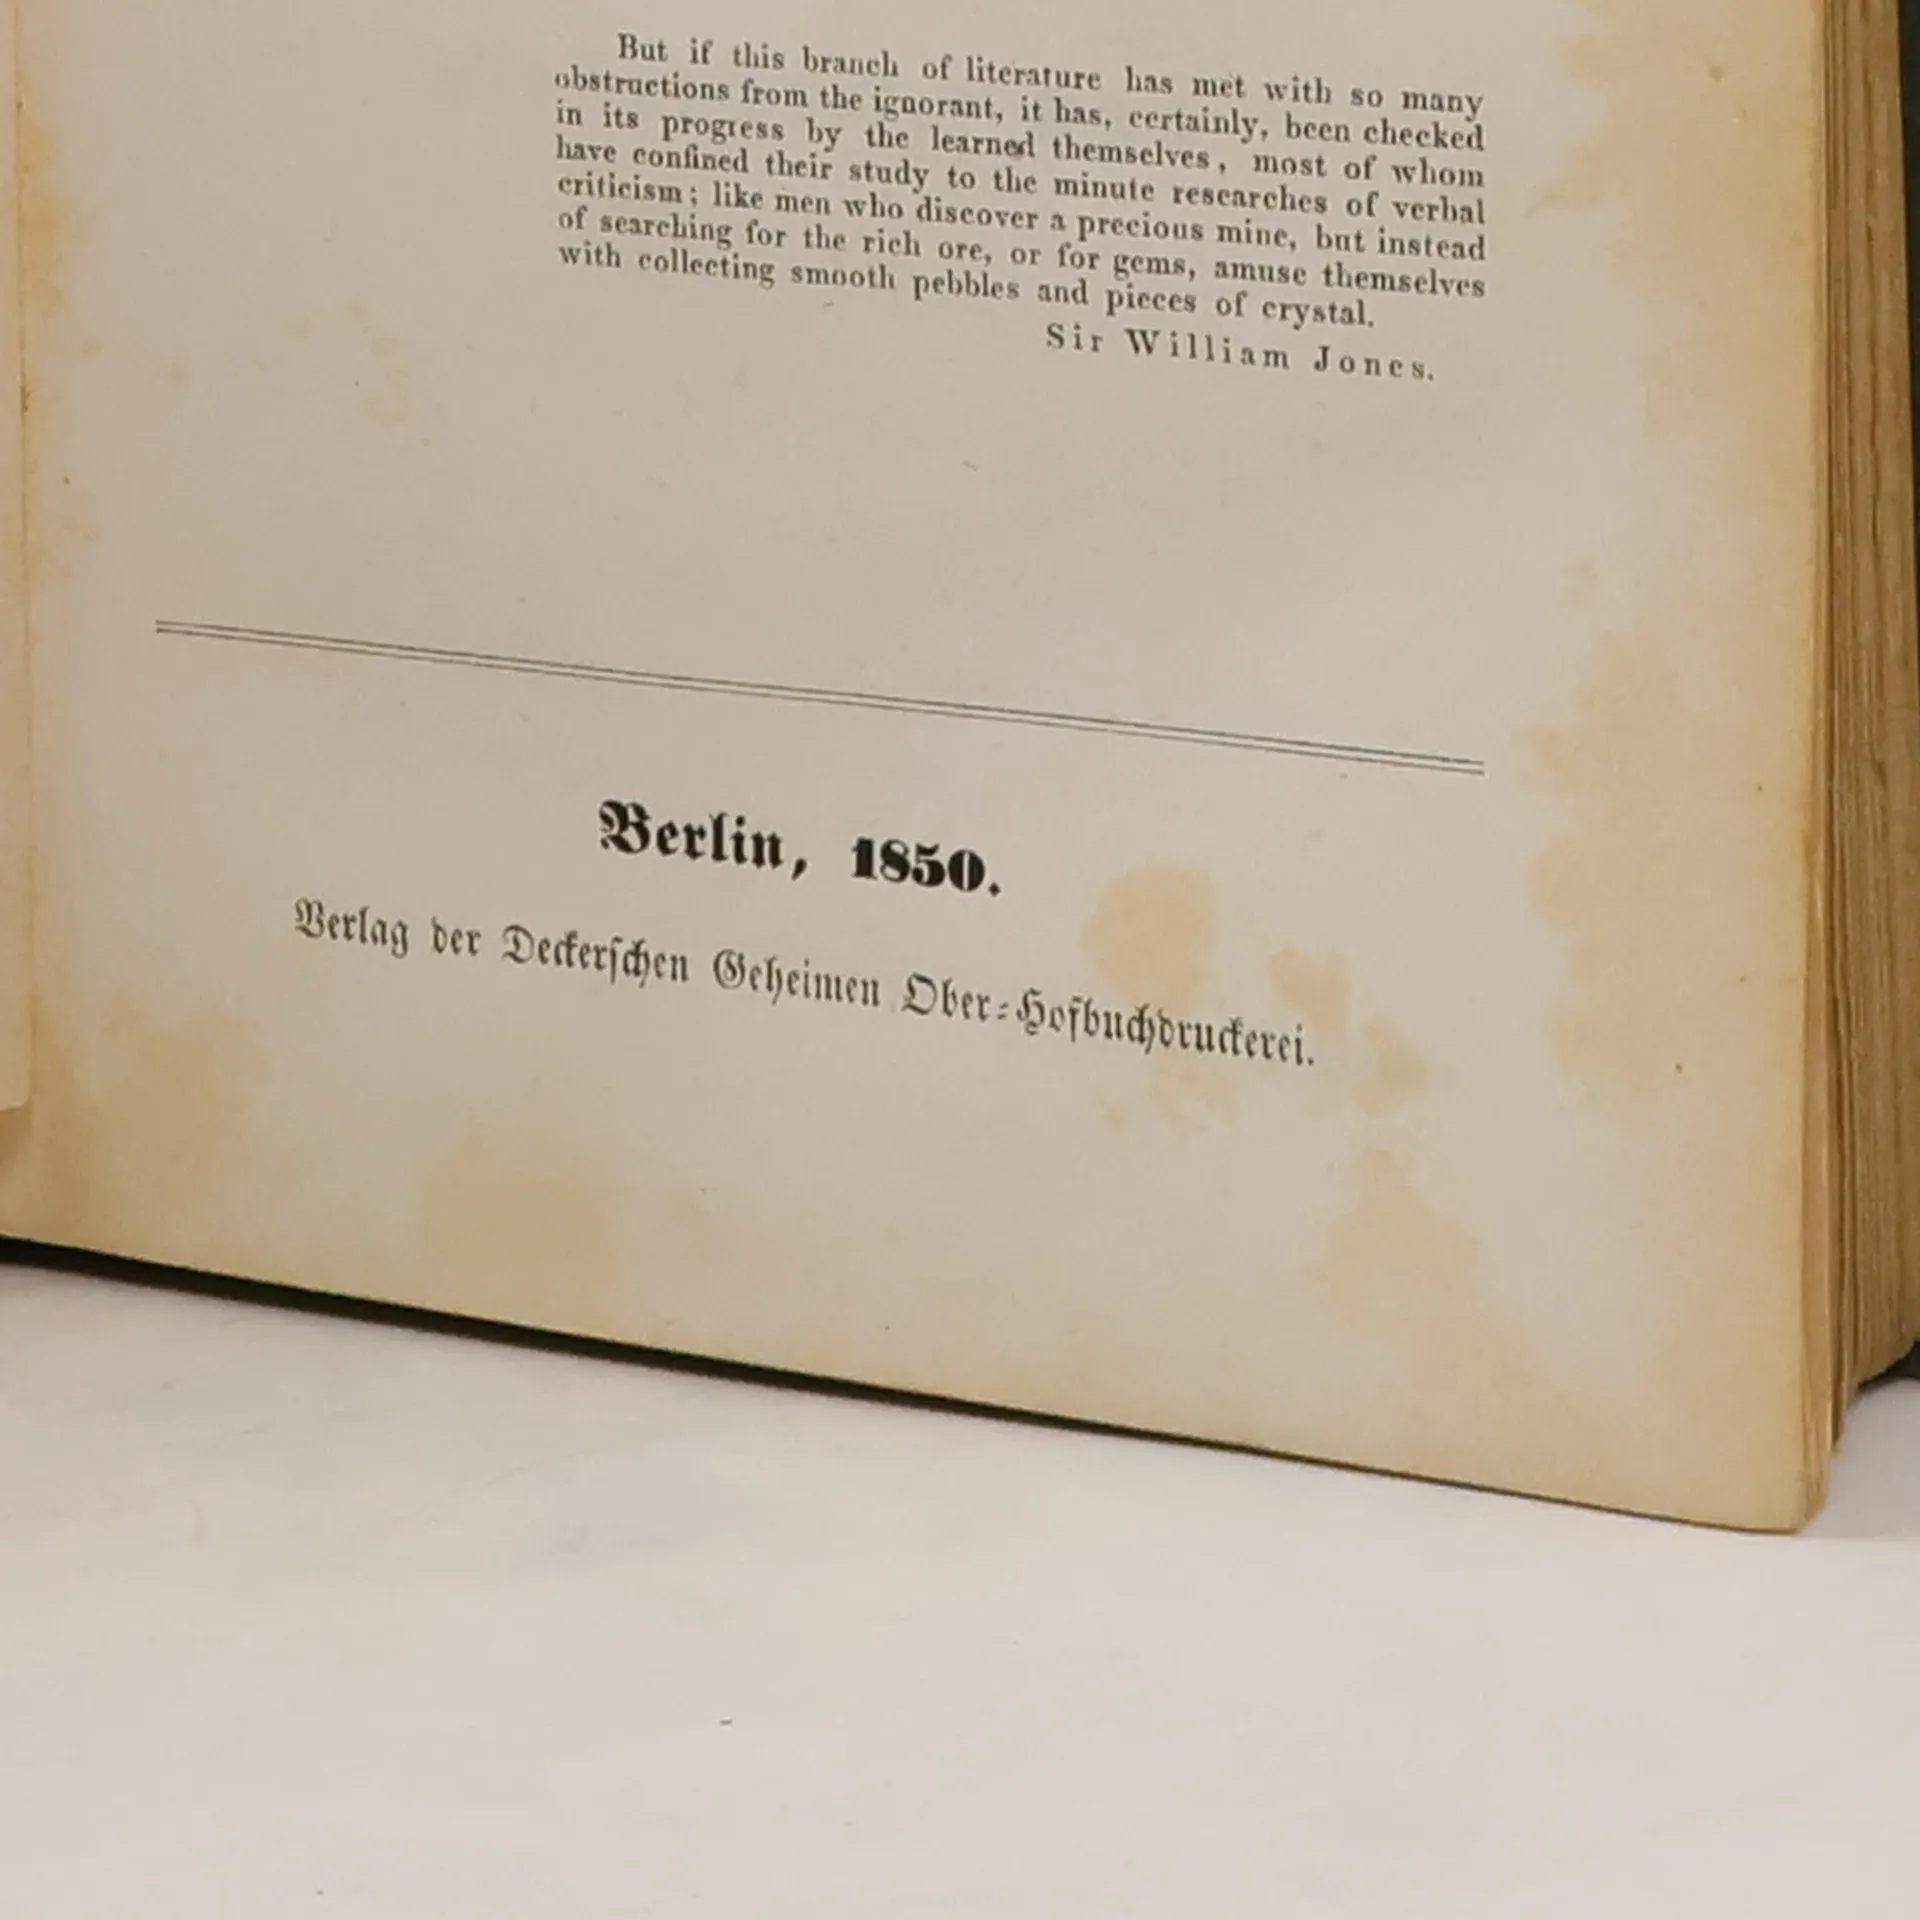 But if this branch of literature has met with so many
obstructions from the ignorant, it has, certainly, been checked
in its progress by the learned themselves, most of whom
have confined their study to the minute researches of verbal
criticism; like men who discover a precious mine, but instead
of searching for the rich ore, or for gems, amuse themselves
with collecting smooth pebbles and pieces of crystal.
Sir William Jones.
Berlin, 1850.
Verlag der Deckerſchen Geheimen Ober-Hofbuchdruckerei.